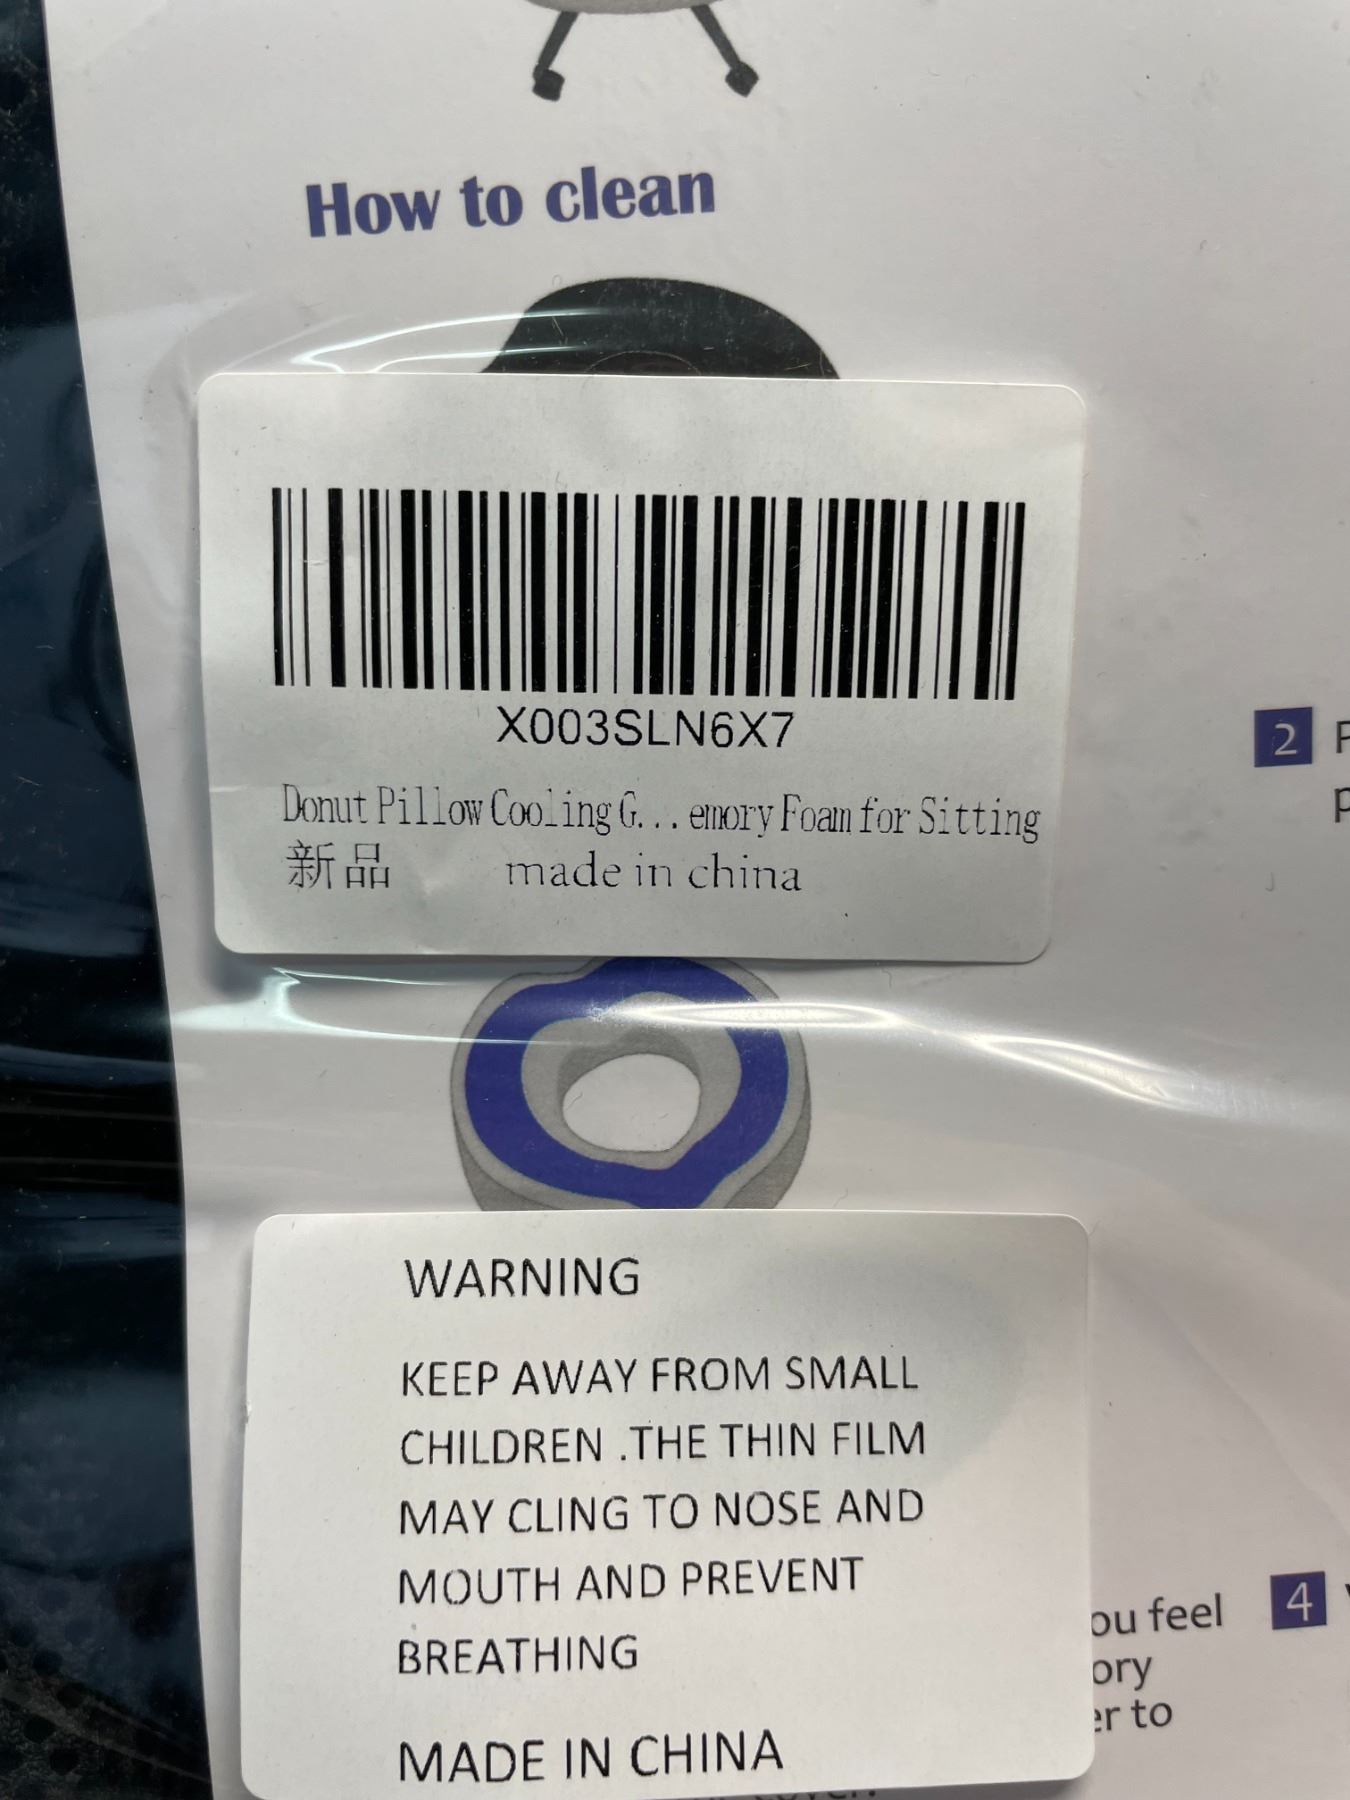 How to clean
X003SLN6X7
Donut Pillow Cooling G...emory Foam for Sitting
新品 made in china
2
WARNING
KEEP AWAY FROM SMALL
CHILDREN .THE THIN FILM
MAY CLING TO NOSE AND
MOUTH AND PREVENT
BREATHING
MADE IN CHINA
ou feel
ory
er to
4